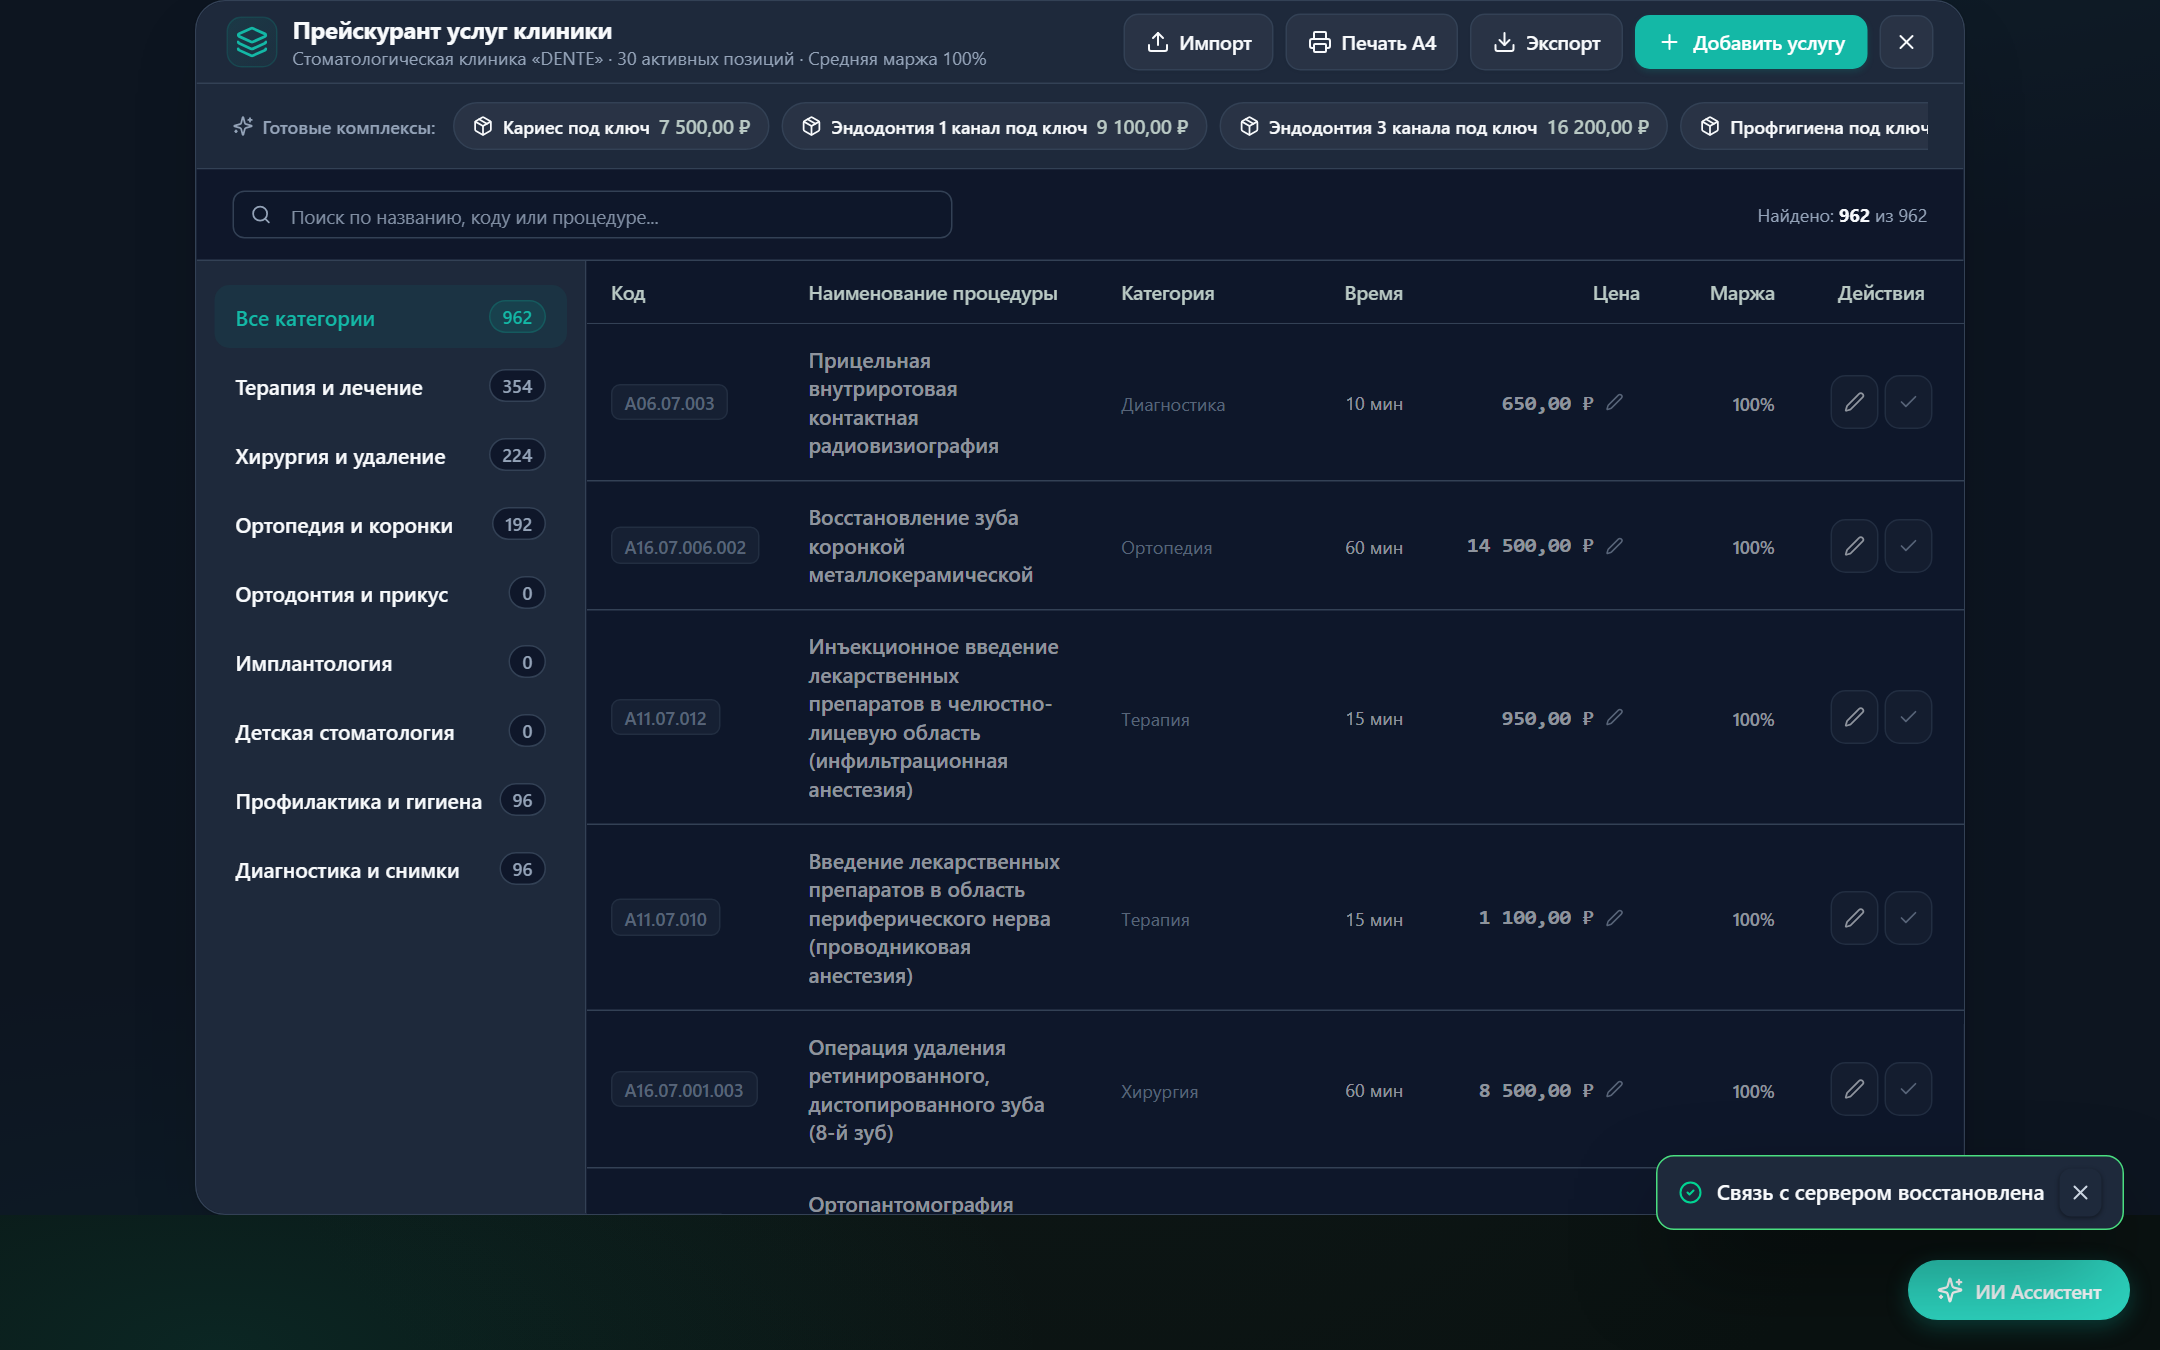 Прейскурант услуг клиники
Стоматологическая клиника «DENTE» · 30 активных позиций · Средняя маржа 100%
Импорт
Печать А4
Экспорт
Добавить услугу
Готовые комплексы:
Кариес под ключ 7 500,00 ₽
Эндодонтия 1 канал под ключ 9 100,00 ₽
Эндодонтия 3 канала под ключ 16 200,00 ₽
Профгигиена под ключ
Поиск по названию, коду или процедуре...
Найдено: 962 из 962
Все категории 962
Терапия и лечение 354
Хирургия и удаление 224
Ортопедия и коронки 192
Ортодонтия и прикус 0
Имплантология 0
Детская стоматология 0
Профилактика и гигиена 96
Диагностика и снимки 96
Код Наименование процедуры Категория Время Цена Маржа Действия
A06.07.003
Прицельная
внутриротовая
контактная
радиовизиография
Диагностика 10 мин 650,00 ₽ 100%
A16.07.006.002
Восстановление зуба
коронкой
металлокерамической
Ортопедия 60 мин 14 500,00 ₽ 100%
A11.07.012
Инъекционное введение
лекарственных
препаратов в челюстно-
лицевую область
(инфильтрационная
анестезия)
Терапия 15 мин 950,00 ₽ 100%
A11.07.010
Введение лекарственных
препаратов в область
периферического нерва
(проводниковая
анестезия)
Терапия 15 мин 1 100,00 ₽ 100%
A16.07.001.003
Операция удаления
ретинированного,
дистопированного зуба
(8-й зуб)
Хирургия 60 мин 8 500,00 ₽ 100%
Ортопантомография
Связь с сервером восстановлена
ИИ Ассистент